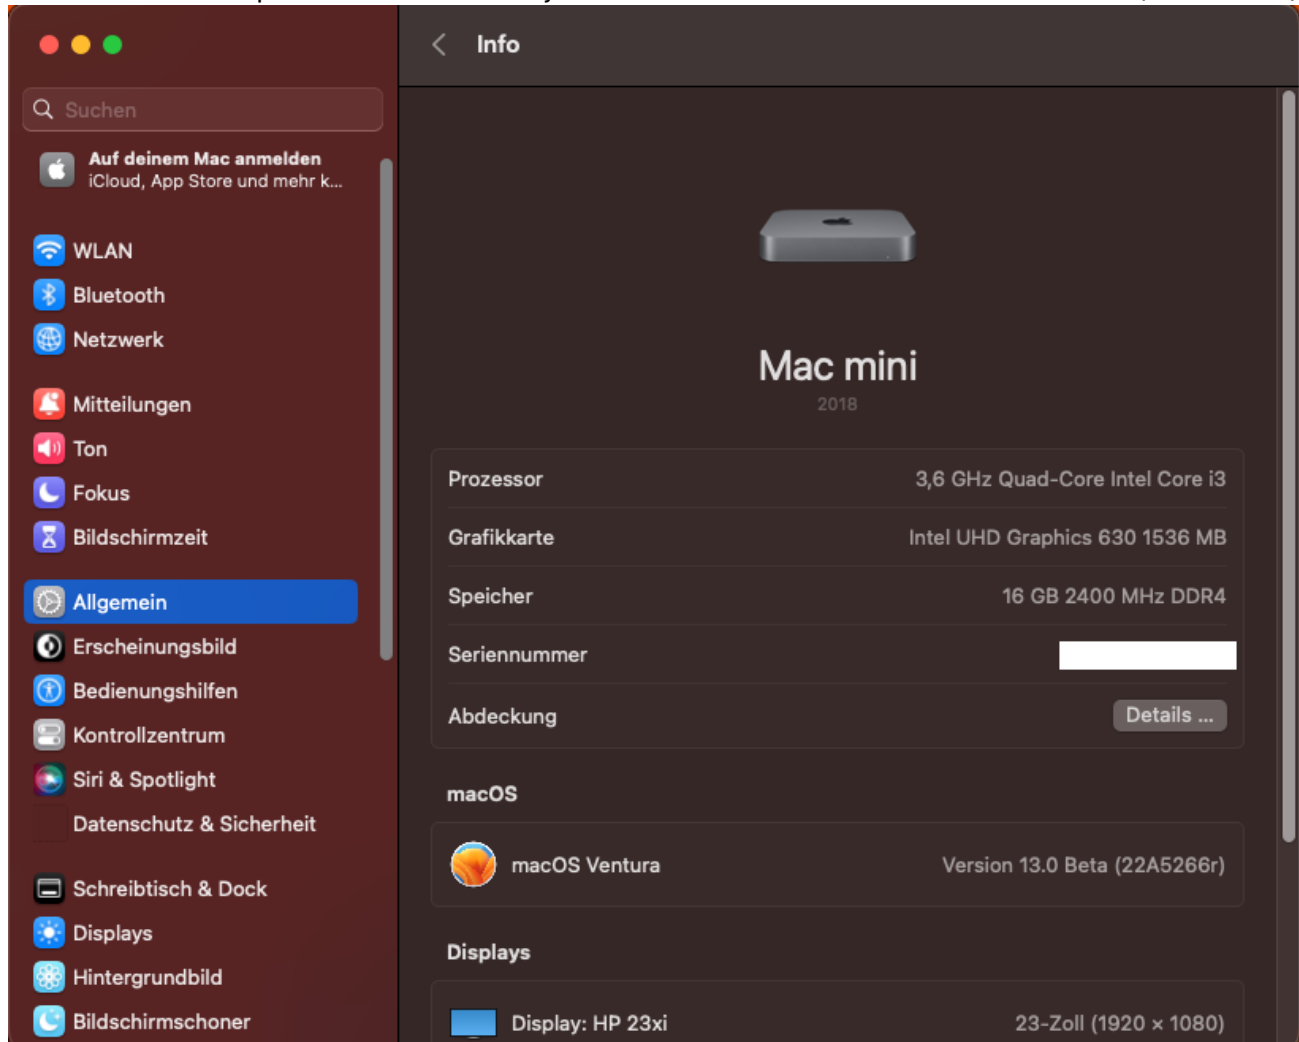 Info
Suchen
Auf deinem Mac anmelden
iCloud, App Store und mehr k...
WLAN
Bluetooth
Netzwerk
Mitteilungen
Ton
Fokus
Bildschirmzeit
Allgemein
Erscheinungsbild
Bedienungshilfen
Kontrollzentrum
Siri & Spotlight
Datenschutz & Sicherheit
Schreibtisch & Dock
Displays
Hintergrundbild
Bildschirmschoner
Mac mini
2018
Prozessor 3,6 GHz Quad-Core Intel Core i3
Grafikkarte Intel UHD Graphics 630 1536 MB
Speicher 16 GB 2400 MHz DDR4
Seriennummer
Abdeckung Details ...
macOS
macOS Ventura Version 13.0 Beta (22A5266r)
Displays
Display: HP 23xi 23-Zoll (1920 × 1080)